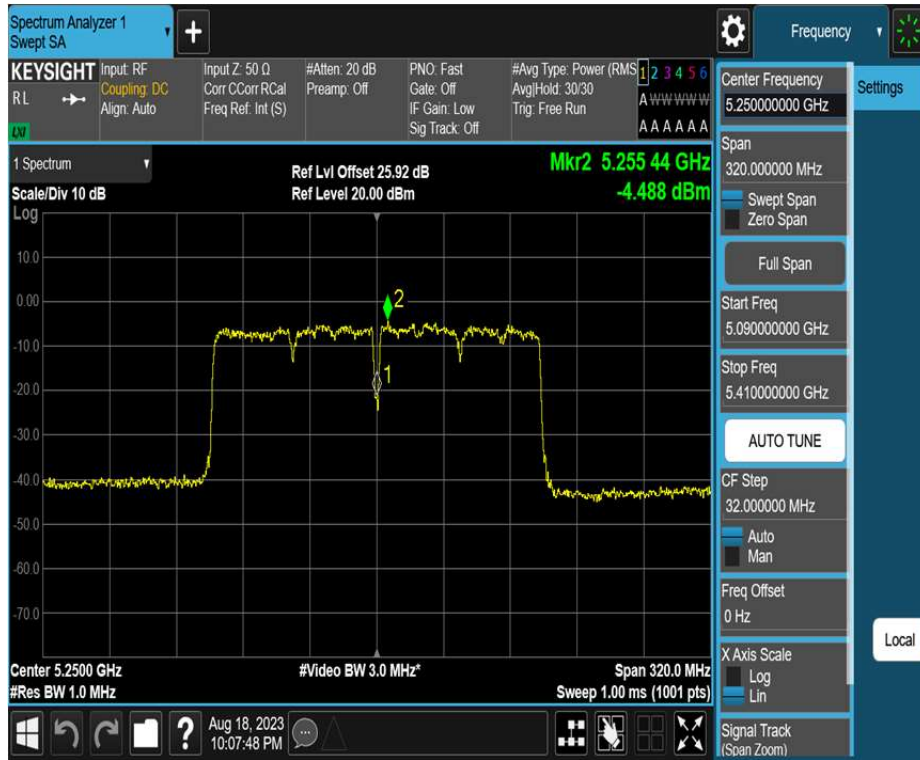 Spectrum Analyzer 1
Swept SA
Frequency
KEYSIGHT
RL
LXI
Input: RF
Coupling: DC
Align: Auto
Input Z: 50 Ω
Corr CCorr RCal
Freq Ref: Int (S)
#Atten: 20 dB
Preamp: Off
PNO: Fast
Gate: Off
IF Gain: Low
Sig Track: Off
#Avg Type: Power (RMS
Avg|Hold: 30/30
Trig: Free Run
1 2 3 4 5 6
A W W W W W
A A A A A A
Center Frequency
5.25000000 GHz
Settings
Span
320.000000 MHz
Swept Span
Zero Span
Full Span
Start Freq
5.090000000 GHz
Stop Freq
5.410000000 GHz
AUTO TUNE
CF Step
32.000000 MHz
Auto
Man
Freq Offset
0 Hz
X Axis Scale
Log
Lin
Signal Track
(Span Zoom)
Local
1 Spectrum
Scale/Div 10 dB
Ref Lvl Offset 25.92 dB
Ref Level 20.00 dBm
Mkr2 5.255 44 GHz
-4.488 dBm
Log
10.0
0.00
-10.0
-20.0
-30.0
-40.0
-50.0
-60.0
-70.0
2
1
Center 5.2500 GHz
#Res BW 1.0 MHz
#Video BW 3.0 MHz*
Span 320.0 MHz
Sweep 1.00 ms (1001 pts)
?
Aug 18, 2023
10:07:48 PM